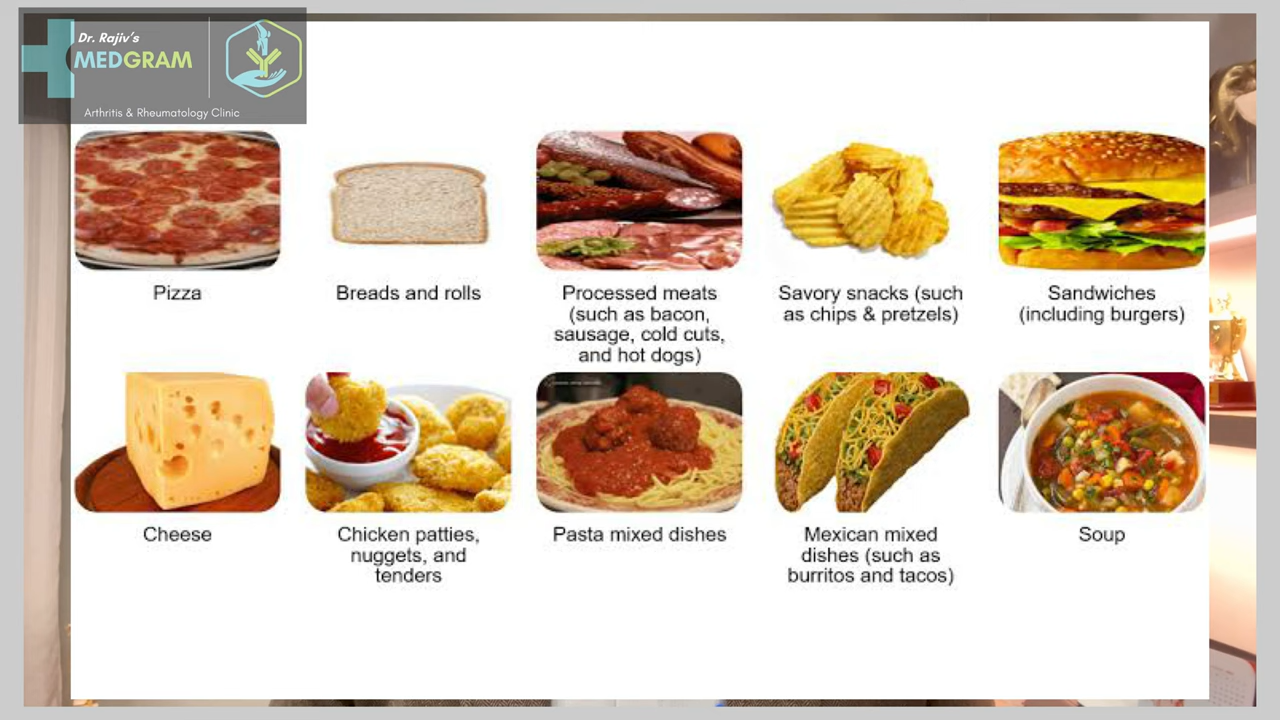 Dr. Rajiv's
MEDGRAM
Arthritis & Rheumatology Clinic
Pizza
Breads and rolls
Processed meats
(such as bacon,
sausage, cold cuts,
and hot dogs)
Savory snacks (such
as chips & pretzels)
Sandwiches
(including burgers)
Cheese
Chicken patties,
nuggets, and
tenders
Pasta mixed dishes
Mexican mixed
dishes (such as
burritos and tacos)
Soup